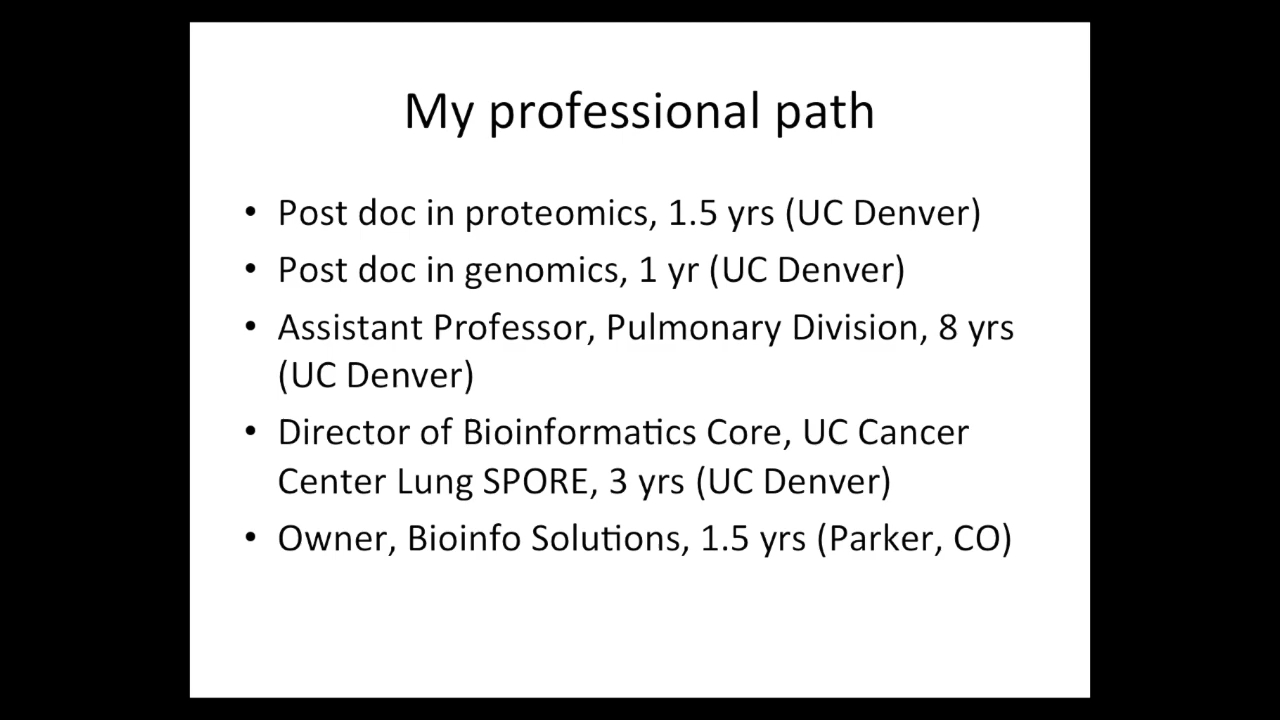 My professional path
• Post doc in proteomics, 1.5 yrs (UC Denver)
• Post doc in genomics, 1 yr (UC Denver)
• Assistant Professor, Pulmonary Division, 8 yrs
(UC Denver)
• Director of Bioinformatics Core, UC Cancer
Center Lung SPORE, 3 yrs (UC Denver)
• Owner, Bioinfo Solutions, 1.5 yrs (Parker, CO)